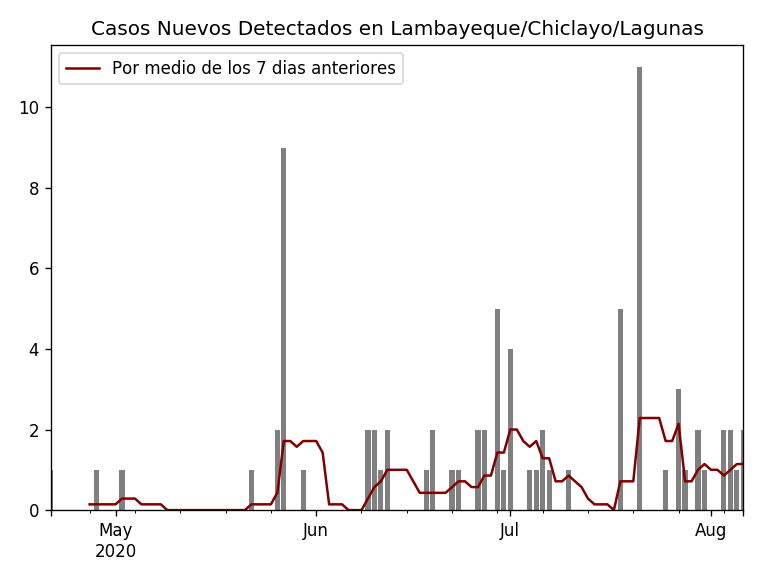 Casos Nuevos Detectados en Lambayeque/Chiclayo/Lagunas
Por medio de los 7 dias anteriores
10
8
6
4
2
0
May Jun Jul Aug
2020